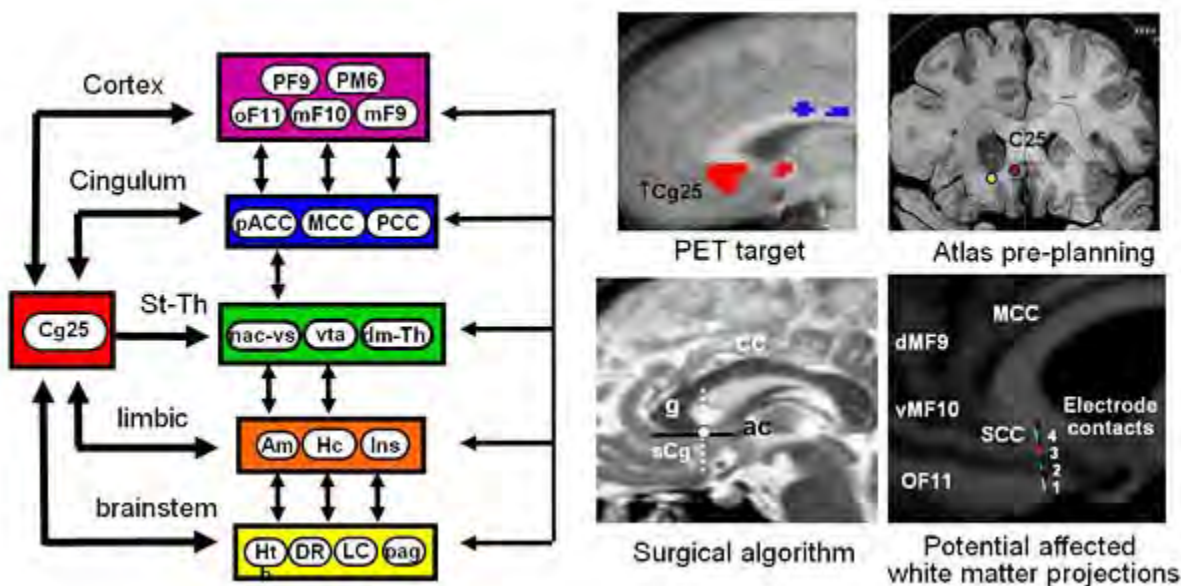 Cortex
PF9 PM6
oF11 mF10 mF9
Cingulum
pACC MCC PCC
St-Th
Cg25
nac-vs vta dm-Th
limbic
Am Hc Ins
brainstem
Ht DR LC pag
h
↑Cg25
PET target
C25
Atlas pre-planning
cc
g
ac
sCg
Surgical algorithm
MCC
dMF9
vMF10
Electrode
contacts
SCC
4
3
2
1
OF11
Potential affected
white matter projections